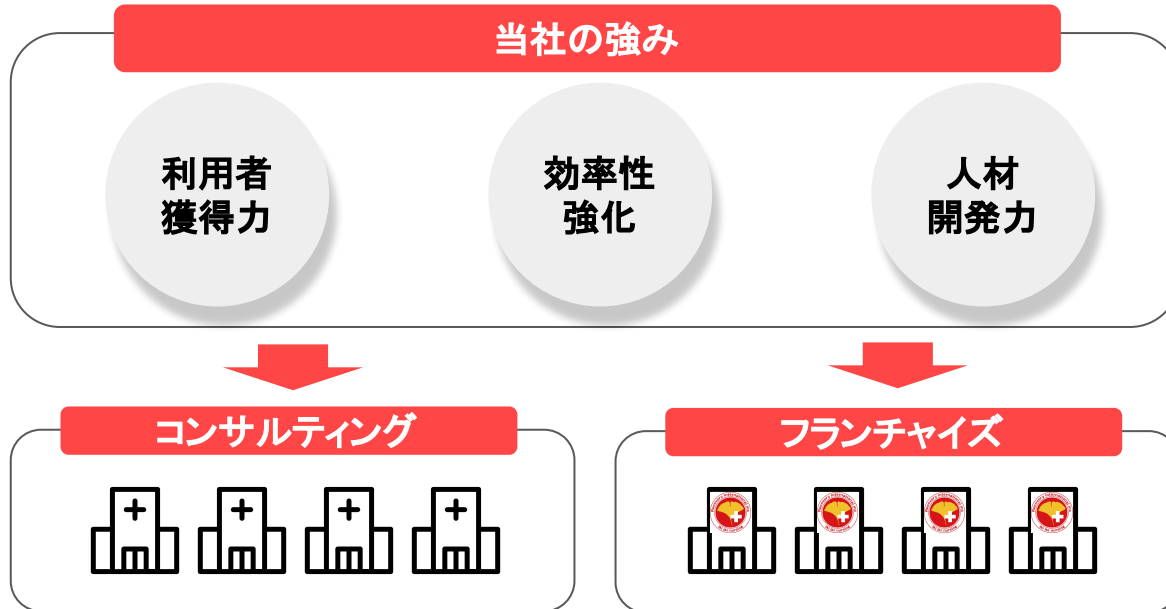 当社の強み
利用者
獲得力
効率性
強化
人材
開発力
コンサルティング
フランチャイズ